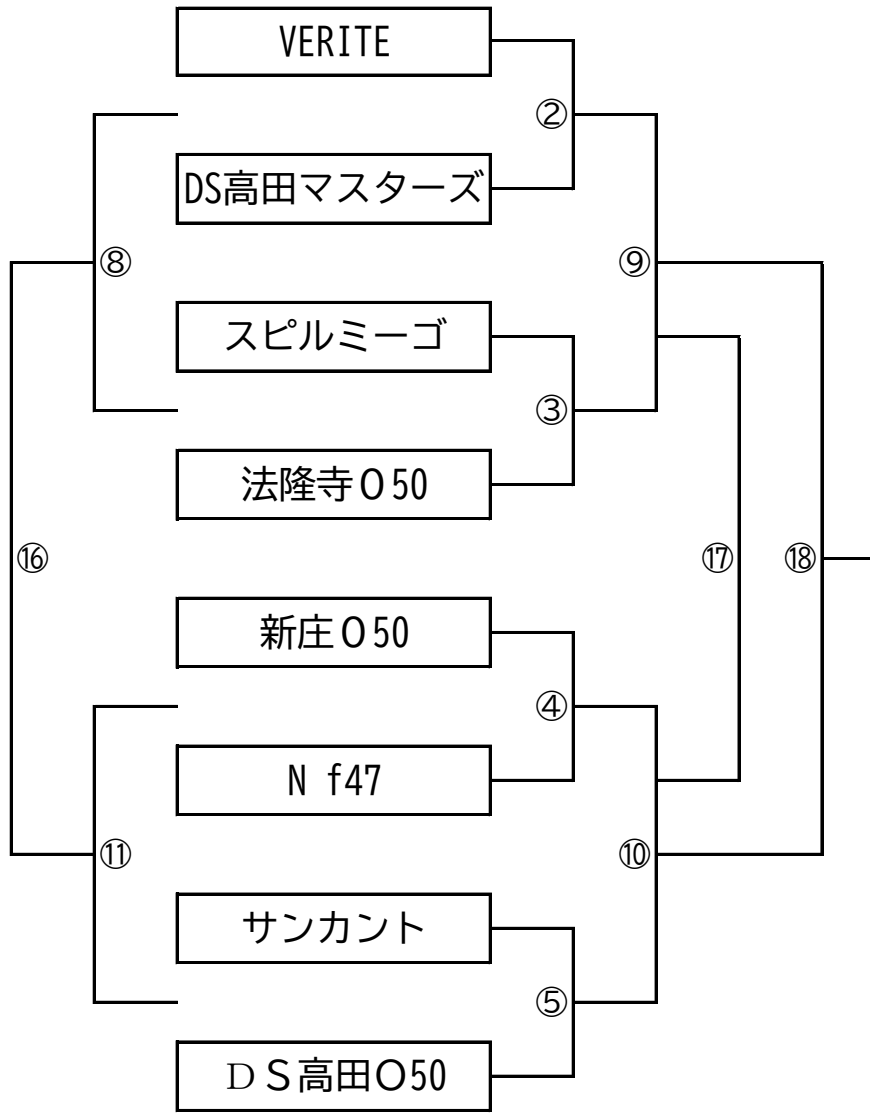 VERITE
②
DS高田マスターズ
⑧
⑨
スピルミーゴ
③
法隆寺O50
⑯
⑰
⑱
新庄O50
④
N f47
⑪
⑩
サンカント
⑤
ＤＳ高田O50